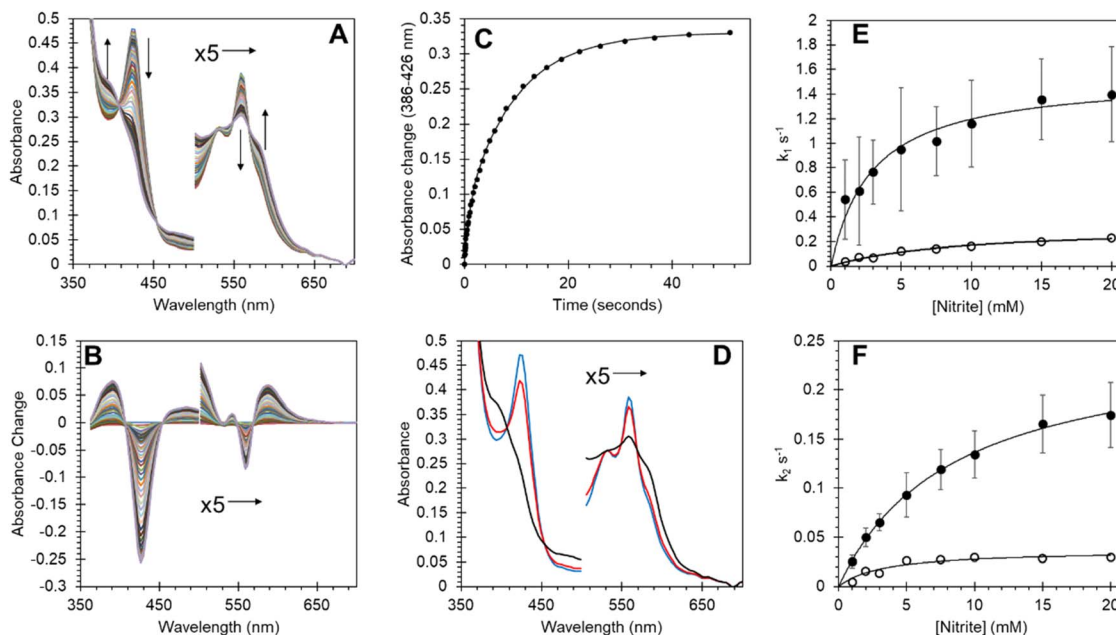 A
x5
0.5
0.45
0.4
0.35
0.3
0.25
0.2
0.15
0.1
0.05
0
Absorbance
350 450 550 650
Wavelength (nm)
C
0.4
0.35
0.3
0.25
0.2
0.15
0.1
0.05
0
Absorbance change (386-426 nm)
0 20 40
Time (seconds)
E
2
1.8
1.6
1.4
1.2
1
0.8
0.6
0.4
0.2
0
k1 s-1
0 5 10 15 20
[Nitrite] (mM)
B
0.15
0.1
0.05
0
-0.05
-0.1
-0.15
-0.2
-0.25
-0.3
Absorbance Change
x5
350 450 550 650
Wavelength (nm)
D
x5
0.5
0.45
0.4
0.35
0.3
0.25
0.2
0.15
0.1
0.05
0
Absorbance
350 450 550 650
Wavelength (nm)
F
0.25
0.2
0.15
0.1
0.05
0
k2 s-1
0 5 10 15 20
[Nitrite] (mM)